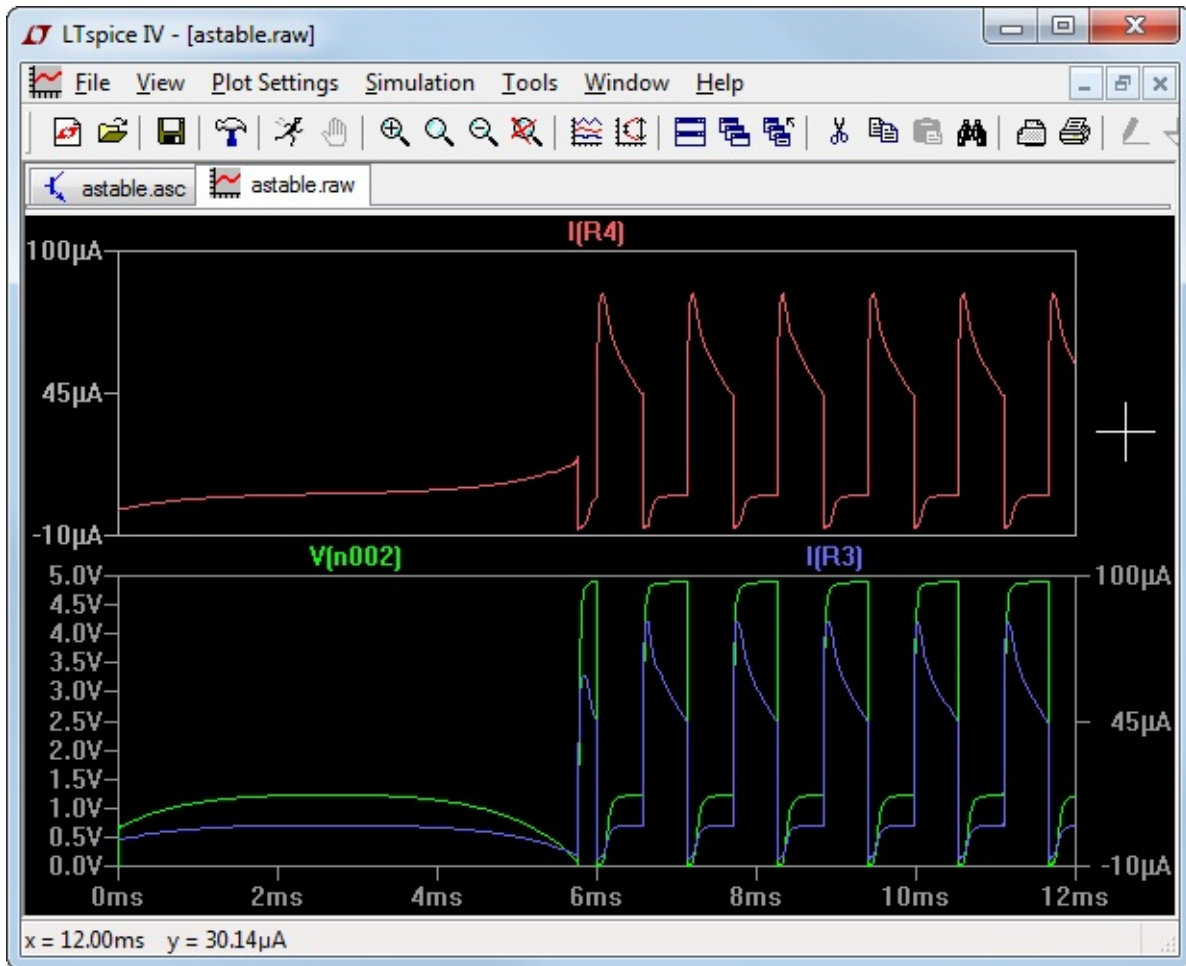 LTspice IV - [astable.raw]
File View Plot Settings Simulation Tools Window Help
astable.asc astable.raw
I(R4)
100µA
45µA
-10µA
V(n002) I(R3)
5.0V 100µA
4.5V
4.0V
3.5V
3.0V
2.5V 45µA
2.0V
1.5V
1.0V
0.5V
0.0V -10µA
0ms 2ms 4ms 6ms 8ms 10ms 12ms
x = 12.00ms y = 30.14µA